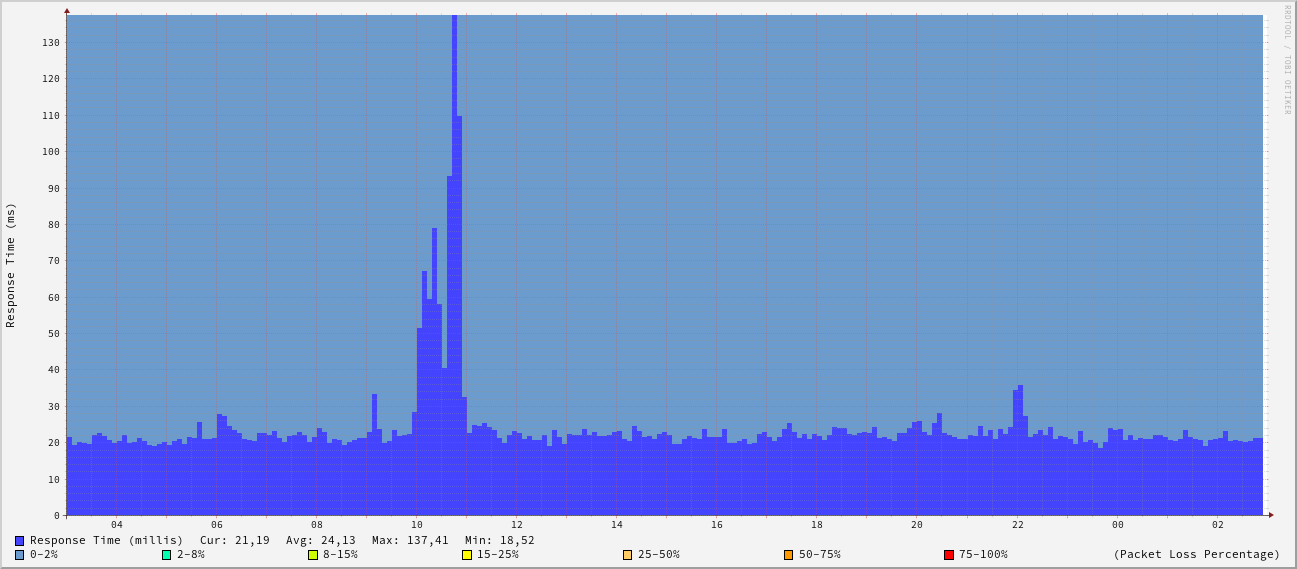 RRDTOOL / TOBI OETIKER
Response Time (ms)
130
120
110
100
90
80
70
60
50
40
30
20
10
0
04 06 08 10 12 14 16 18 20 22 00 02
Response Time (millis) Cur: 21,19 Avg: 24,13 Max: 137,41 Min: 18,52
0-2% 2-8% 8-15% 15-25% 25-50% 50-75% 75-100% (Packet Loss Percentage)